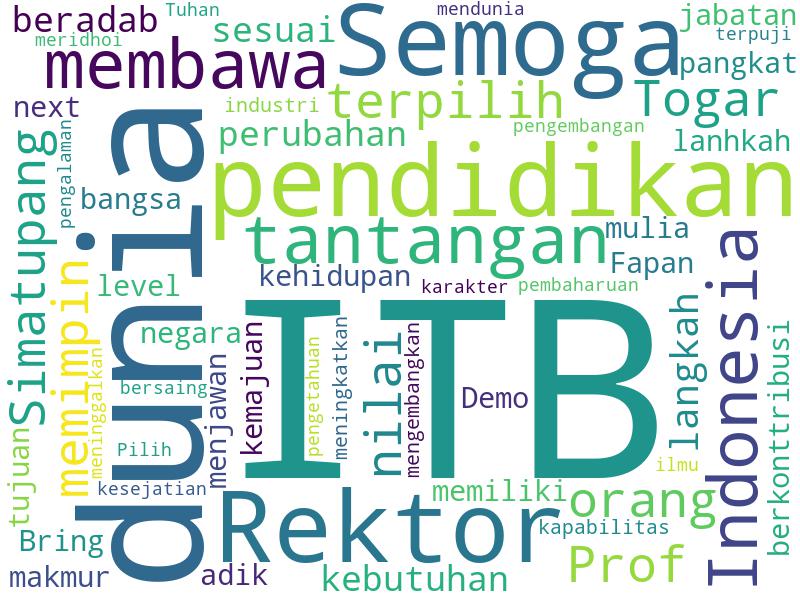 beradab
Tuhan
meridhoi
sesuai
Semoga
mendunia
jabatan
terpuji
membawa
pangkat
next
industri
terpilih
Togar
perubahan
pengembangan
lanhkah
Simatupang
pengalaman
bangsa
dunia
pendidikan
tantangan
mulia
Fapan
kehidupan
karakter
pembaharuan
level
memimpin
negara
ITB
Indonesia
langkah
berkonttribusi
meninggalkan
bersaing
menjawan
kemajuan
pengetahuan
meningkatkan
nilai
mengembangkan
Demo
tujuan
Pilih
ilmu
kesejatian
Rektor
memiliki
orang
kapabilitas
Bring
makmur
adik
kebutuhan
Prof